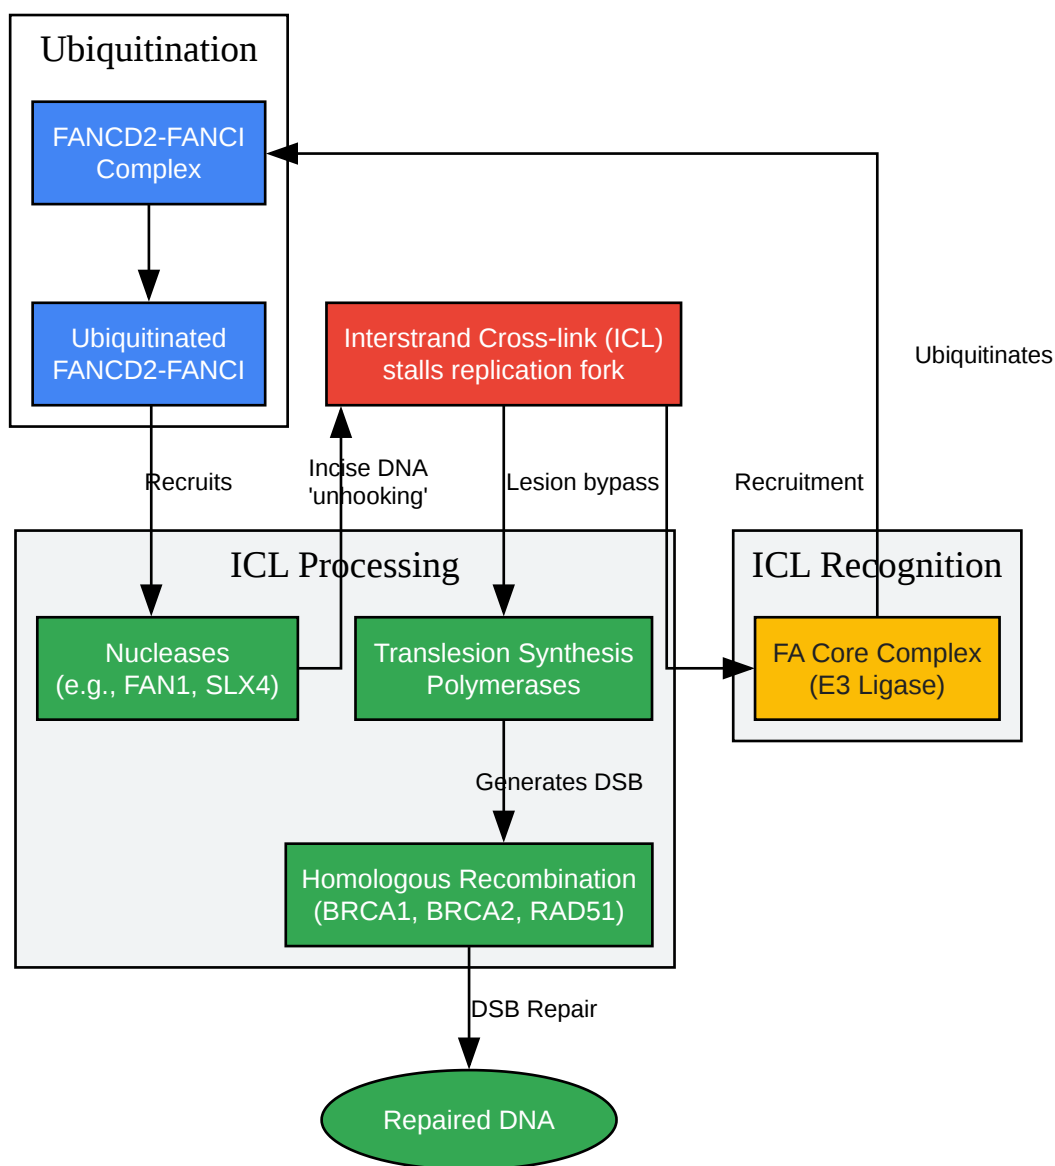 Ubiquitination
FANCD2-FANCI
Complex
Ubiquitinated
FANCD2-FANCI
Interstrand Cross-link (ICL)
stalls replication fork
Ubiquitinates
Recruits
Incise DNA
'unhooking'
Lesion bypass
Recruitment
ICL Processing
ICL Recognition
Nucleases
(e.g., FAN1, SLX4)
Translesion Synthesis
Polymerases
FA Core Complex
(E3 Ligase)
Generates DSB
Homologous Recombination
(BRCA1, BRCA2, RAD51)
DSB Repair
Repaired DNA